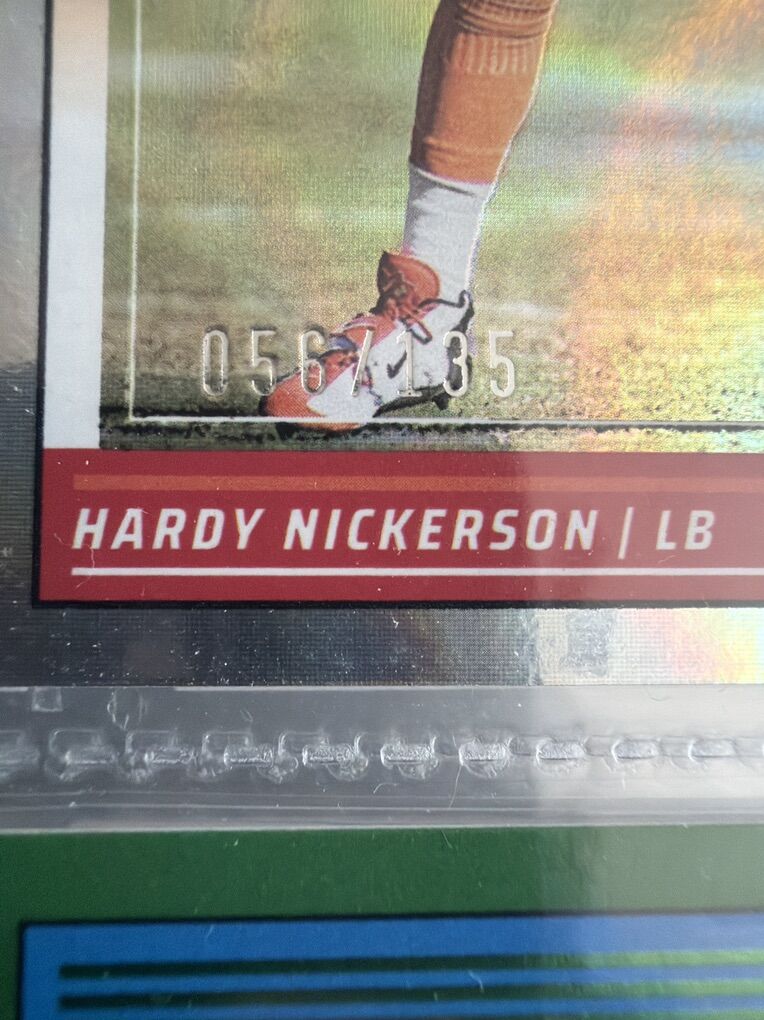 056/135
HARDY NICKERSON | LB